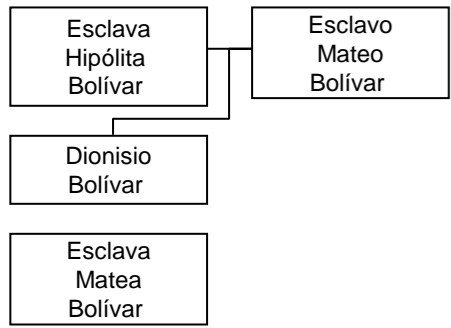 Esclava
Hipólita
Bolívar
Esclavo
Mateo
Bolívar
Dionisio
Bolívar
Esclava
Matea
Bolívar